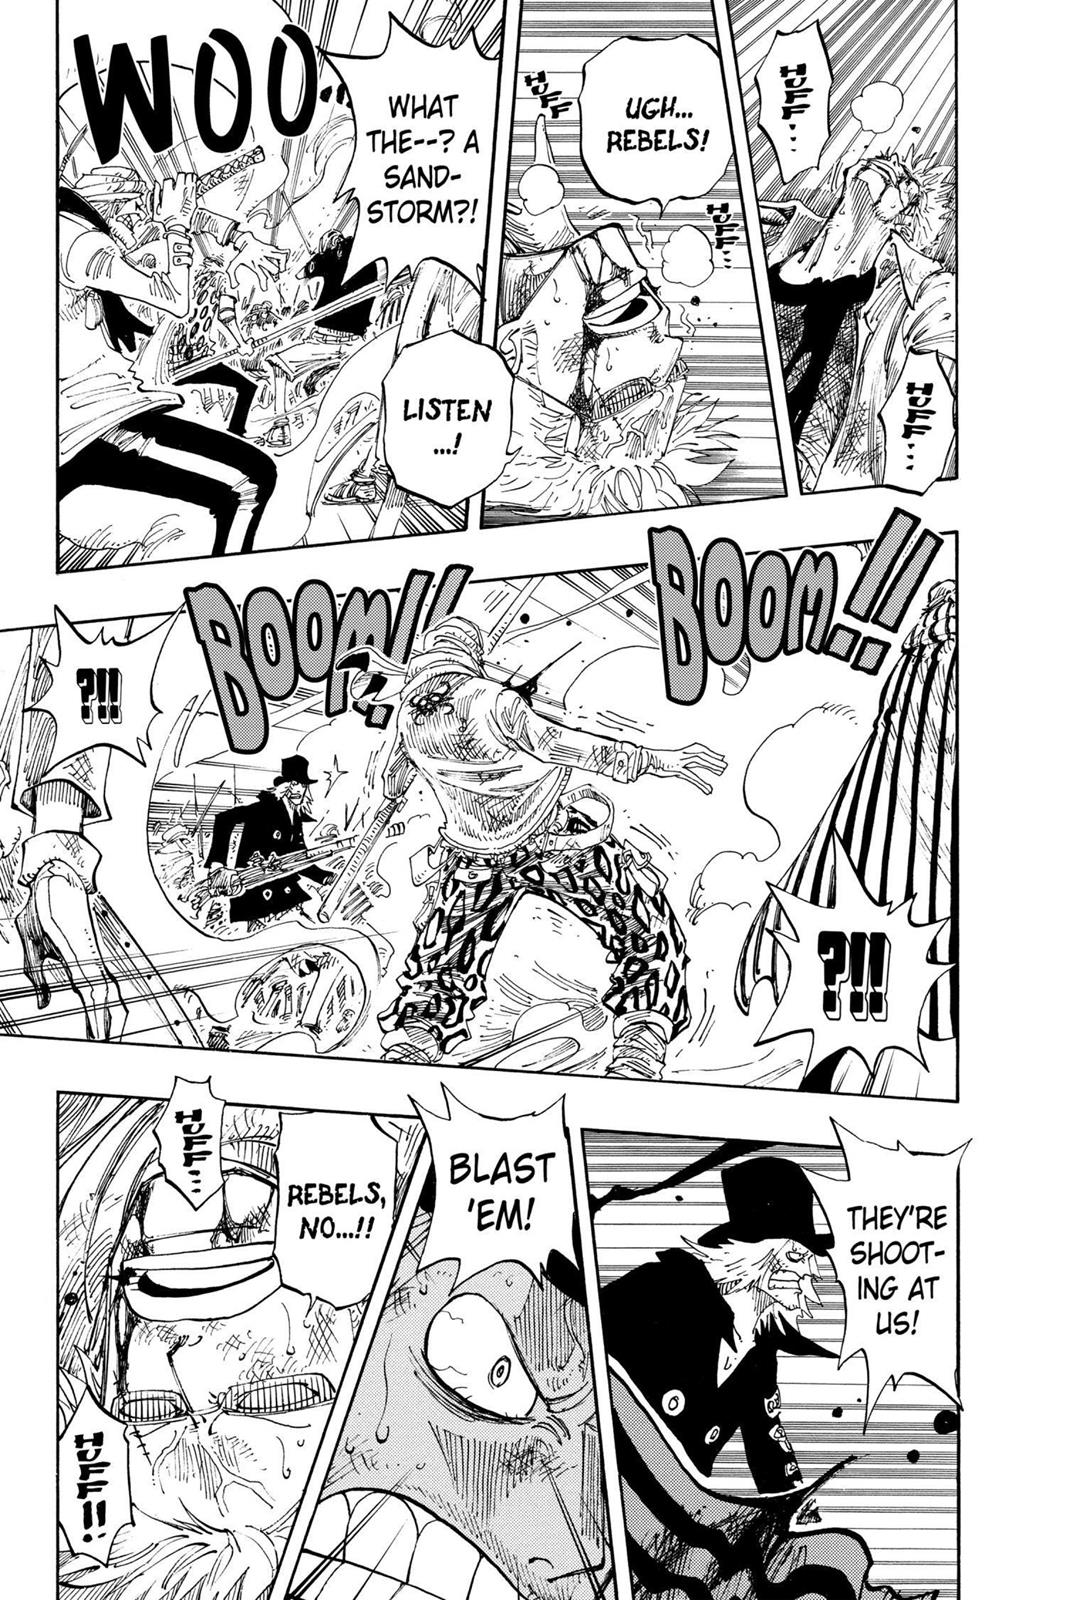 HUFF...
HUFF...
UGH...
REBELS!
HUFF
HUFF...
WHAT
THE--? A
SAND-
STORM?!
LISTEN
...!
WOO
BOOM!!
BOOM!!
?!!
?!!
THEY'RE
SHOOT-
ING AT
US!
BLAST
'EM!
REBELS,
NO...!!
HUFF...
HUFF!!